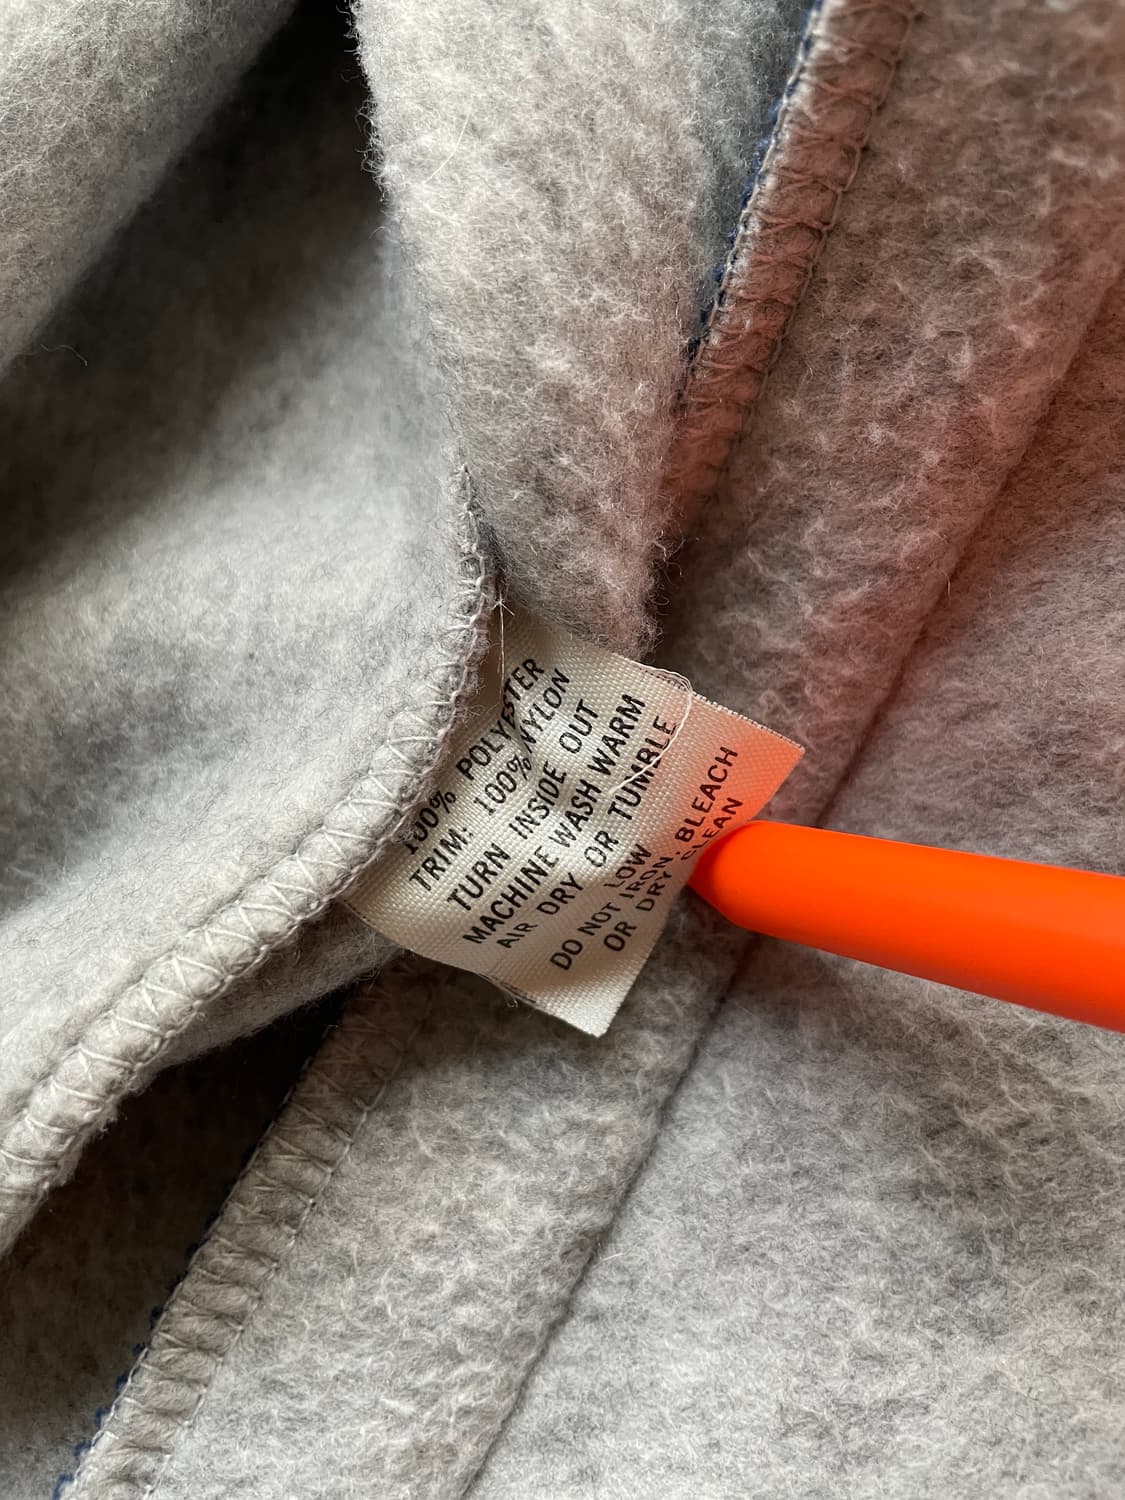 100% POLYESTER
TRIM: 100% NYLON
TURN INSIDE OUT
MACHINE WASH WARM
AIR DRY OR TUMBLE
LOW
DO NOT IRON, BLEACH
OR DRY CLEAN